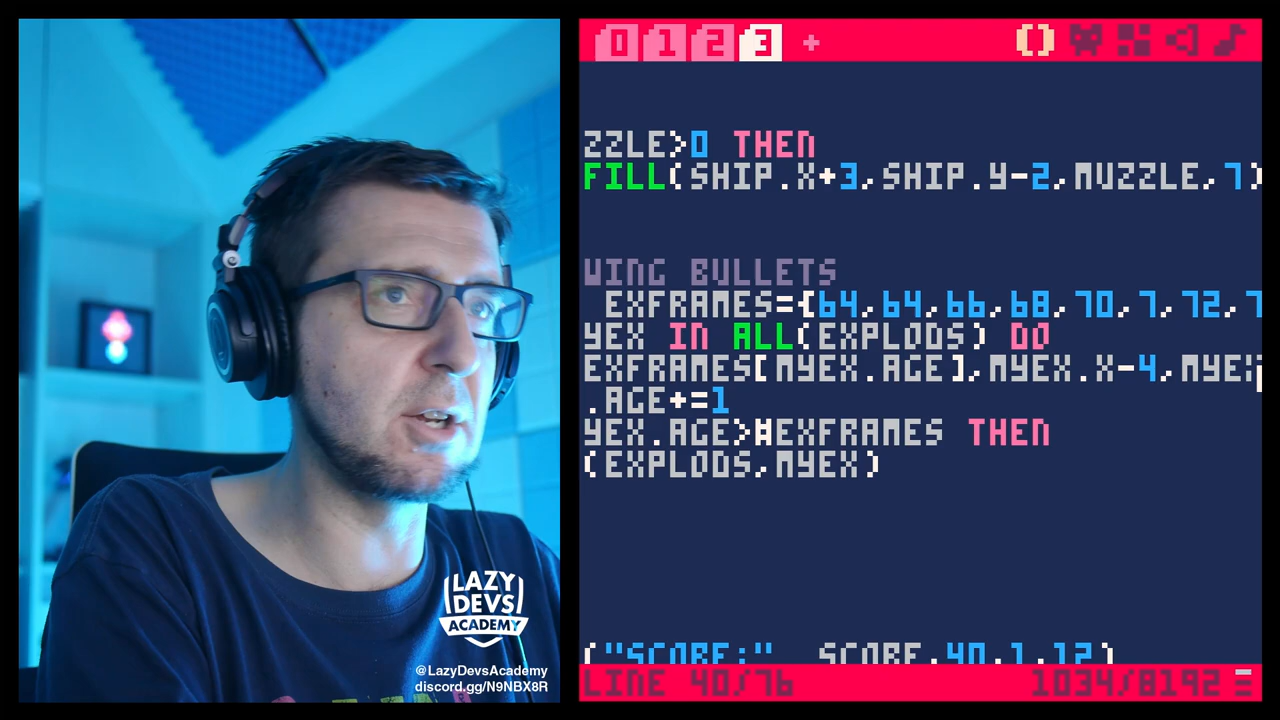 0 1 2 3 +
ZZLE>0 THEN
FILL(SHIP.X+3,SHIP.Y-2,MUZZLE,7)
WING BULLETS
EXFRAMES={64,64,66,68,70,7,72,7
YEX IN ALL(EXPLODS) DO
EXFRAMES[MYEX.AGE],MYEX.X-4,MYEX
.AGE+=1
YEX.AGE>#EXFRAMES THEN
(EXPLODS,MYEX)
("SCORE:"..SCORE,40,1,12)
LINE 40/76
1034/8192
LAZY
DEVS
ACADEMY
@LazyDevsAcademy
discord.gg/N9NBX8R